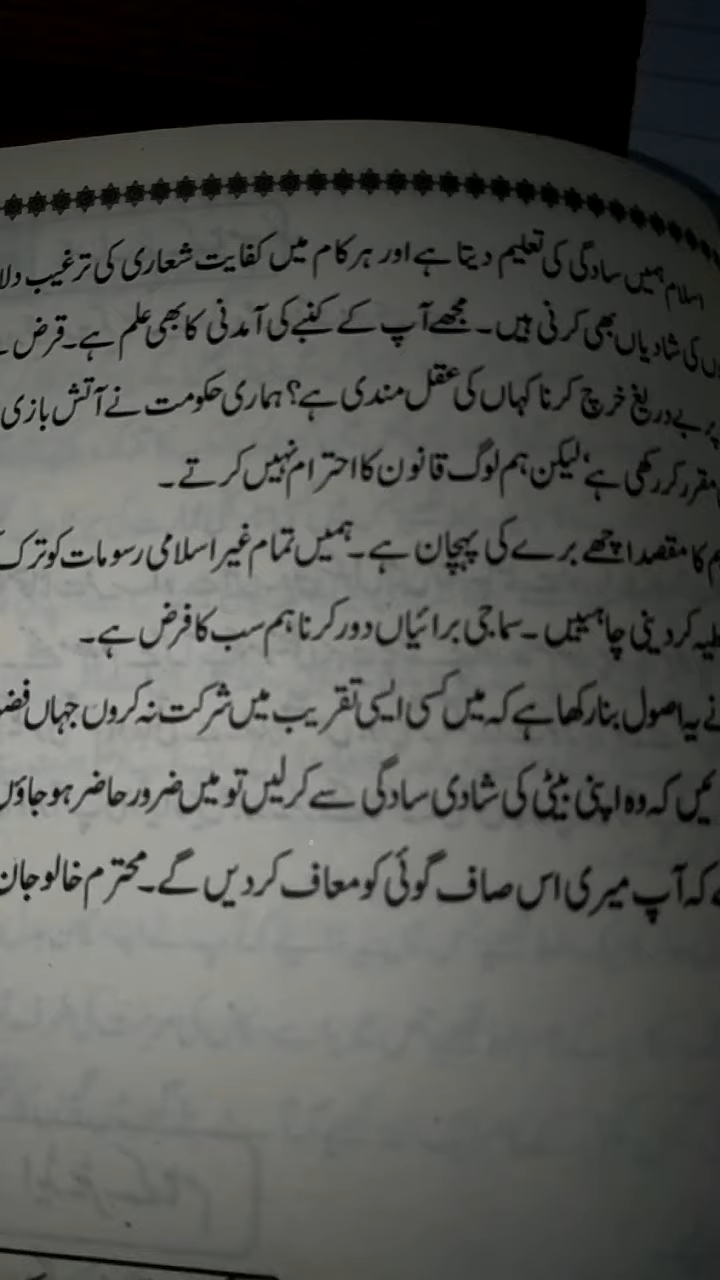 اسلام ہمیں سادگی کی تعلیم دیتا ہے اور ہر کام میں کفایت شعاری کی ترغیب
کی شادیاں بھی کرنی ہیں۔ مجھے آپ کے کنبے کی آمدنی کا بھی علم ہے۔ قرض
بے دریغ خرچ کرنا کہاں کی عقل مندی ہے؟ ہماری حکومت نے آتش بازی
مقرر کر رکھی ہے‘ لیکن ہم لوگ قانون کا احترام نہیں کرتے۔
کا مقصد اچھے برے کی پہچان ہے۔ ہمیں تمام غیر اسلامی رسومات کو ترک
کر دینی چاہییں۔ سماجی برائیاں دور کرنا ہم سب کا فرض ہے۔
نے یہ اصول بنا رکھا ہے کہ میں کسی ایسی تقریب میں شرکت نہ کروں جہاں
کہ وہ اپنی بیٹی کی شادی سادگی سے کر لیں تو میں ضرور حاضر ہو جاؤں
کہ آپ میری اس صاف گوئی کو معاف کر دیں گے۔ محترم خالو جان